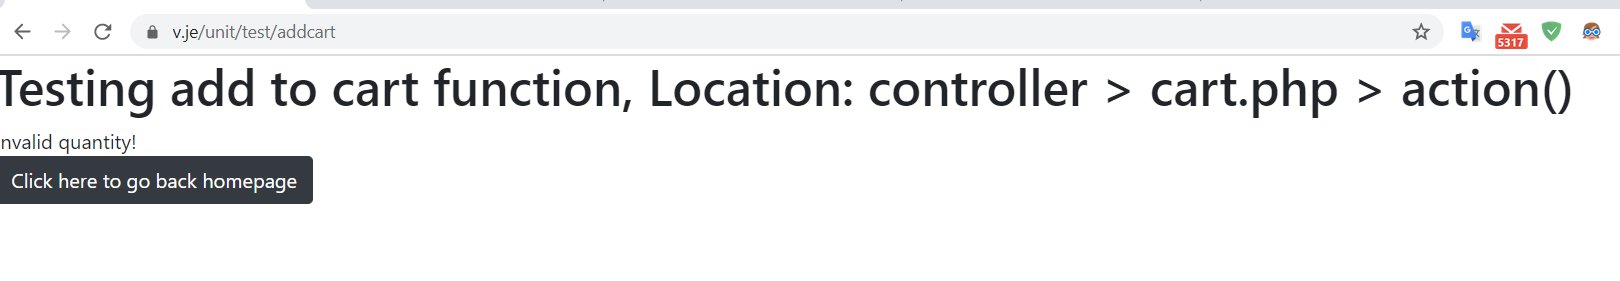 v.je/unit/test/addcart
5317
Testing add to cart function, Location: controller > cart.php > action()
nvalid quantity!
Click here to go back homepage